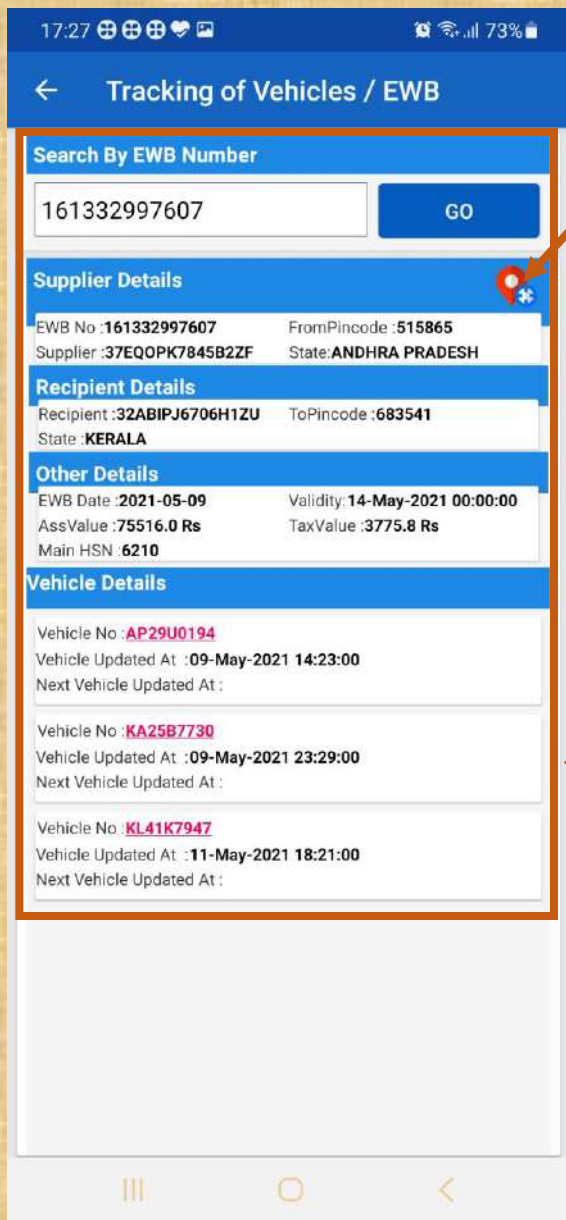 17:27 73%
Tracking of Vehicles / EWB
Search By EWB Number
161332997607 GO
Supplier Details
EWB No :161332997607 FromPincode :515865
Supplier :37EQOPK7845B2ZF State:ANDHRA PRADESH
Recipient Details
Recipient :32ABIPJ6706H1ZU ToPincode :683541
State :KERALA
Other Details
EWB Date :2021-05-09 Validity:14-May-2021 00:00:00
AssValue :75516.0 Rs TaxValue :3775.8 Rs
Main HSN :6210
Vehicle Details
Vehicle No :AP29U0194
Vehicle Updated At :09-May-2021 14:23:00
Next Vehicle Updated At :
Vehicle No :KA25B7730
Vehicle Updated At :09-May-2021 23:29:00
Next Vehicle Updated At :
Vehicle No :KL41K7947
Vehicle Updated At :11-May-2021 18:21:00
Next Vehicle Updated At :